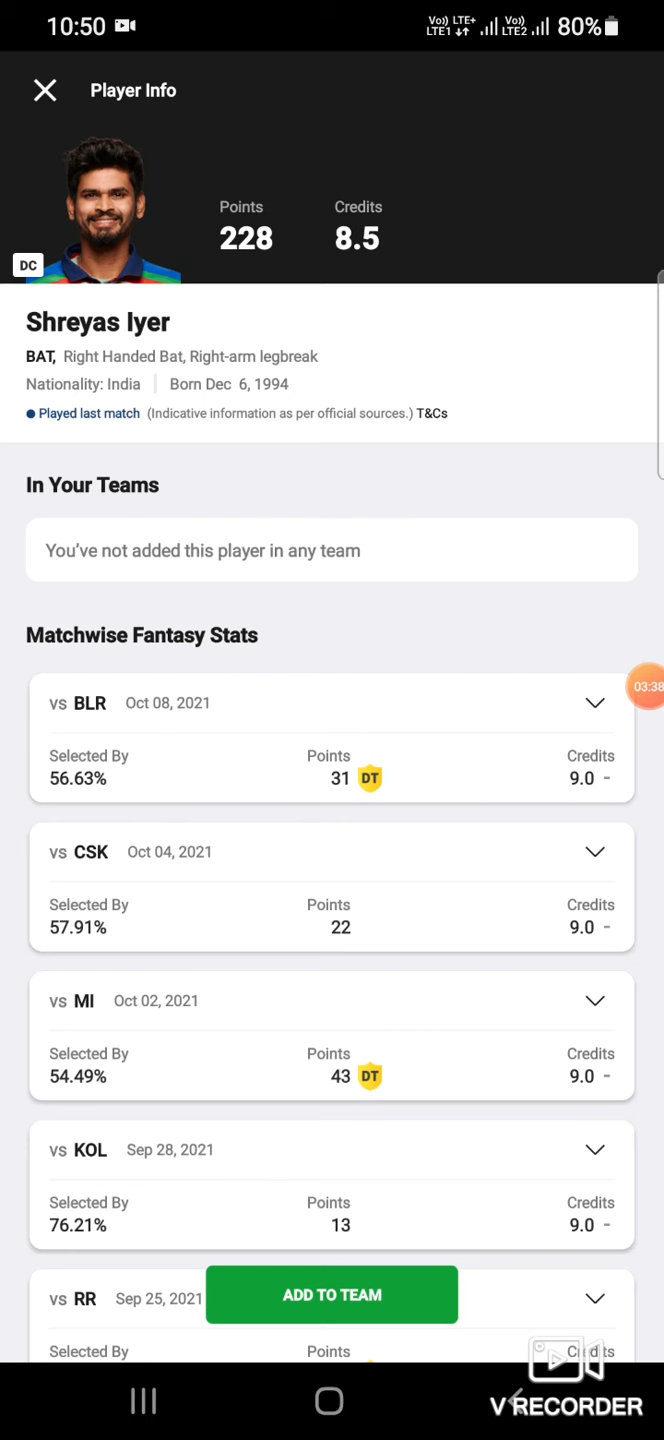 10:50
Vo)) LTE+ Vo)) 80%
LTE1 LTE2
Player Info
Points Credits
228 8.5
DC
Shreyas Iyer
BAT, Right Handed Bat, Right-arm legbreak
Nationality: India Born Dec 6, 1994
Played last match (Indicative information as per official sources.) T&Cs
In Your Teams
You've not added this player in any team
Matchwise Fantasy Stats
03:38
vs BLR Oct 08, 2021
Selected By Points Credits
56.63% 31 DT 9.0 -
vs CSK Oct 04, 2021
Selected By Points Credits
57.91% 22 9.0 -
vs MI Oct 02, 2021
Selected By Points Credits
54.49% 43 DT 9.0 -
vs KOL Sep 28, 2021
Selected By Points Credits
76.21% 13 9.0 -
vs RR Sep 25, 2021
ADD TO TEAM
Selected By Points Credits
V RECORDER